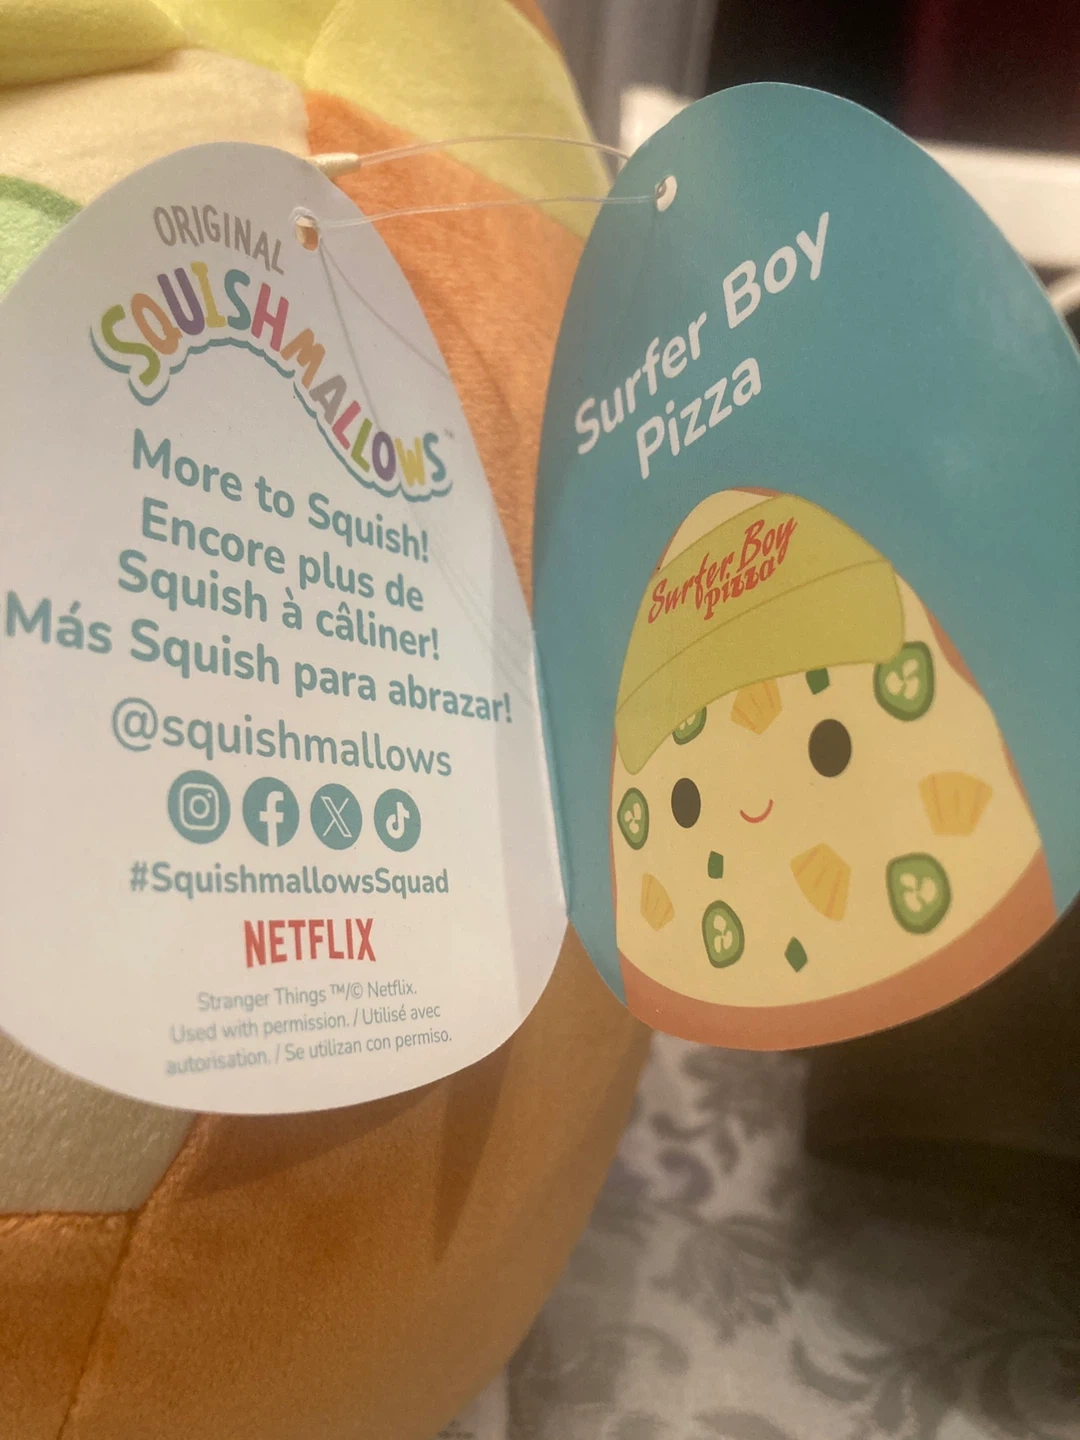 ORIGINAL
SQUISHMALLOWS™
More to Squish!
Encore plus de
Squish à câliner!
Más Squish para abrazar!
@squishmallows
#SquishmallowsSquad
NETFLIX
Stranger Things ™/© Netflix.
Used with permission. / Utilisé avec
autorisation. / Se utilizan con permiso.
Surfer Boy
Pizza
Surfer Boy
pizza